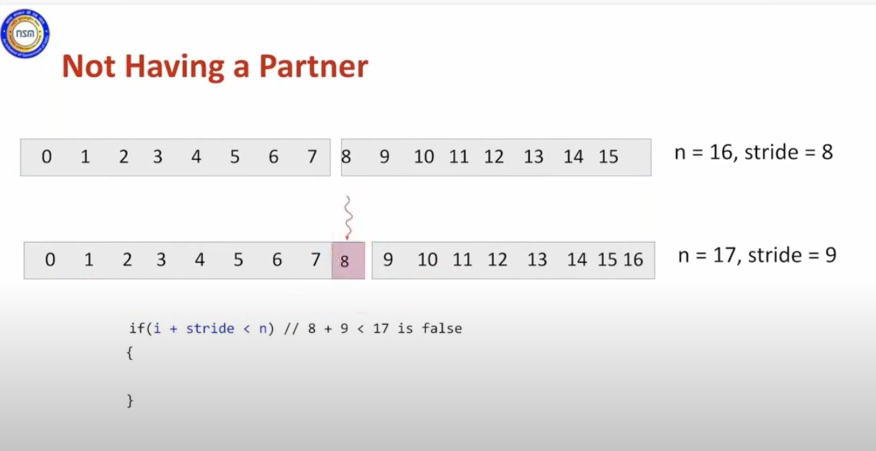 nsm
Not Having a Partner
0 1 2 3 4 5 6 7 8 9 10 11 12 13 14 15 n = 16, stride = 8
0 1 2 3 4 5 6 7 8 9 10 11 12 13 14 15 16 n = 17, stride = 9
if(i + stride < n) // 8 + 9 < 17 is false
{
}